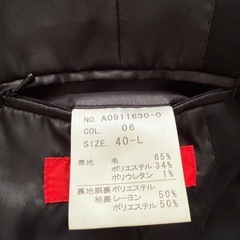 NO. A0911630-0
COL. 06
SIZE. 40-L
表地 毛 65%
ポリエステル 34%
ポリウレタン 1%
裏地 胴裏 ポリエステル
袖裏 レーヨン 50%
ポリエステル 50%